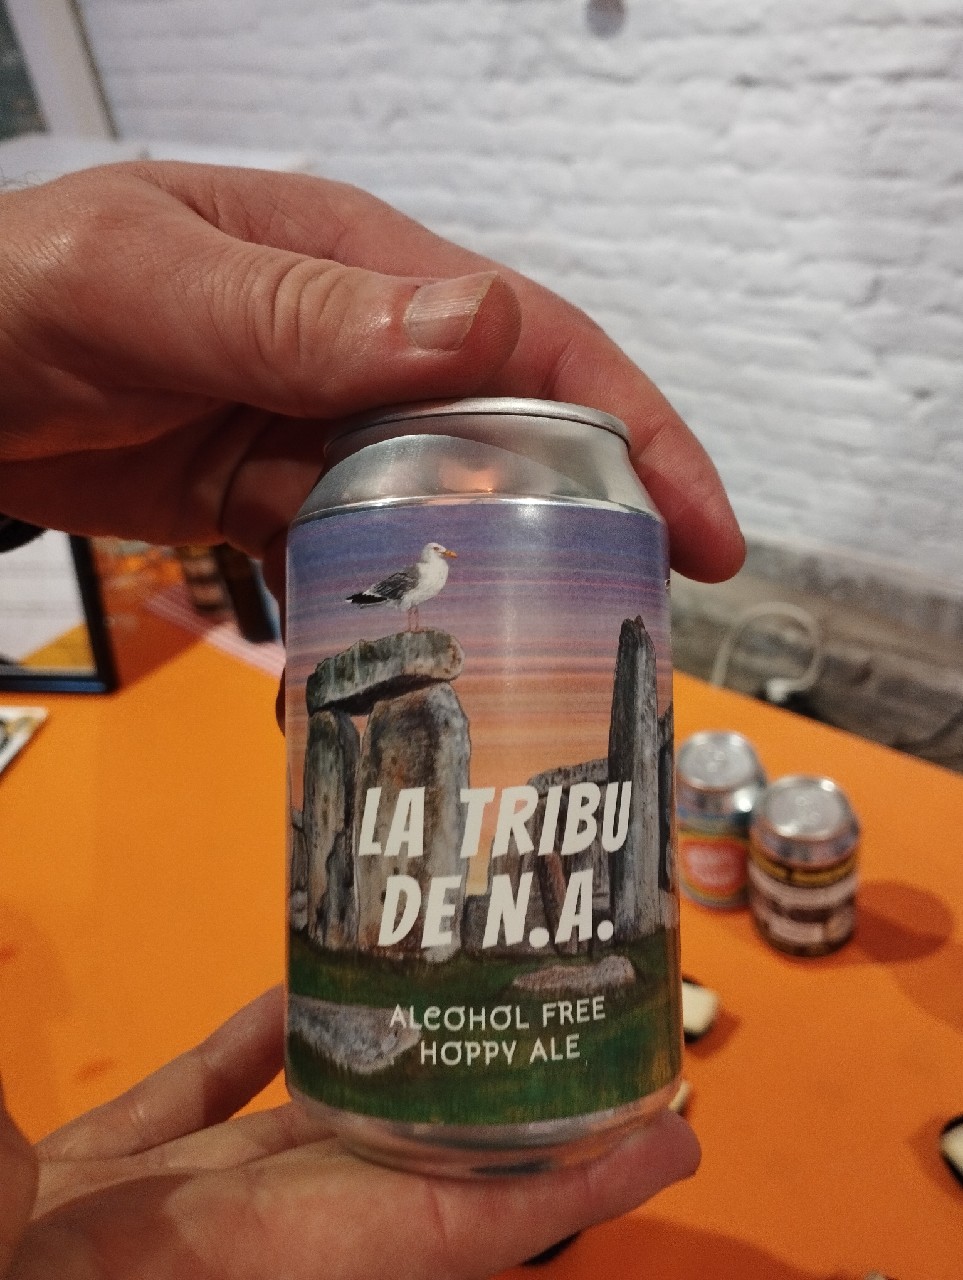 LA TRIBU
DE N.A.
ALCOHOL FREE
HOPPY ALE